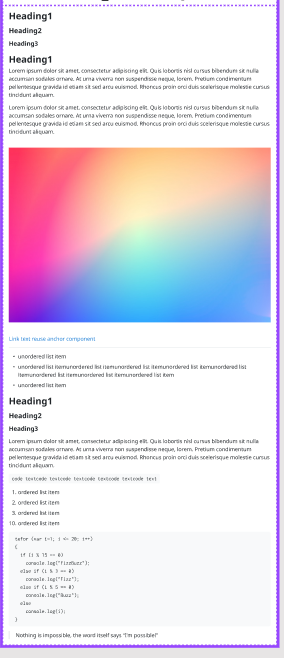 Heading1
Heading2
Heading3
Heading1
Lorem ipsum dolor sit amet, consectetur adipiscing elit. Quis lobortis nisl cursus bibendum sit nulla
accumsan sodales ornare. At urna viverra non suspendisse neque, lorem. Pretium condimentum
pellentesque gravida id etiam sit sed arcu euismod. Rhoncus proin orci duis scelerisque molestie cursus
tincidunt aliquam.
Lorem ipsum dolor sit amet, consectetur adipiscing elit. Quis lobortis nisl cursus bibendum sit nulla
accumsan sodales ornare. At urna viverra non suspendisse neque, lorem. Pretium condimentum
pellentesque gravida id etiam sit sed arcu euismod. Rhoncus proin orci duis scelerisque molestie cursus
tincidunt aliquam.
Link text reuse anchor component
• unordered list item
• unordered list itemunordered list itemunordered list itemunordered list itemunordered list
itemunordered list itemunordered list itemunordered list item
• unordered list item
Heading1
Heading2
Heading3
Lorem ipsum dolor sit amet, consectetur adipiscing elit. Quis lobortis nisl cursus bibendum sit nulla
accumsan sodales ornare. At urna viverra non suspendisse neque, lorem. Pretium condimentum
pellentesque gravida id etiam sit sed arcu euismod. Rhoncus proin orci duis scelerisque molestie cursus
tincidunt aliquam.
code textcode textcode textcode textcode textcode text
1. ordered list item
2. ordered list item
3. ordered list item
10. ordered list item
(var i=1; i <= 20; i++)
{
if (i % 15 == 0)
console.log("FizzBuzz");
else if (i % 3 == 0)
console.log("Fizz");
else if (i % 5 == 0)
console.log("Buzz");
else
console.log(i);
}
Nothing is impossible, the word itself says "I'm possible!"